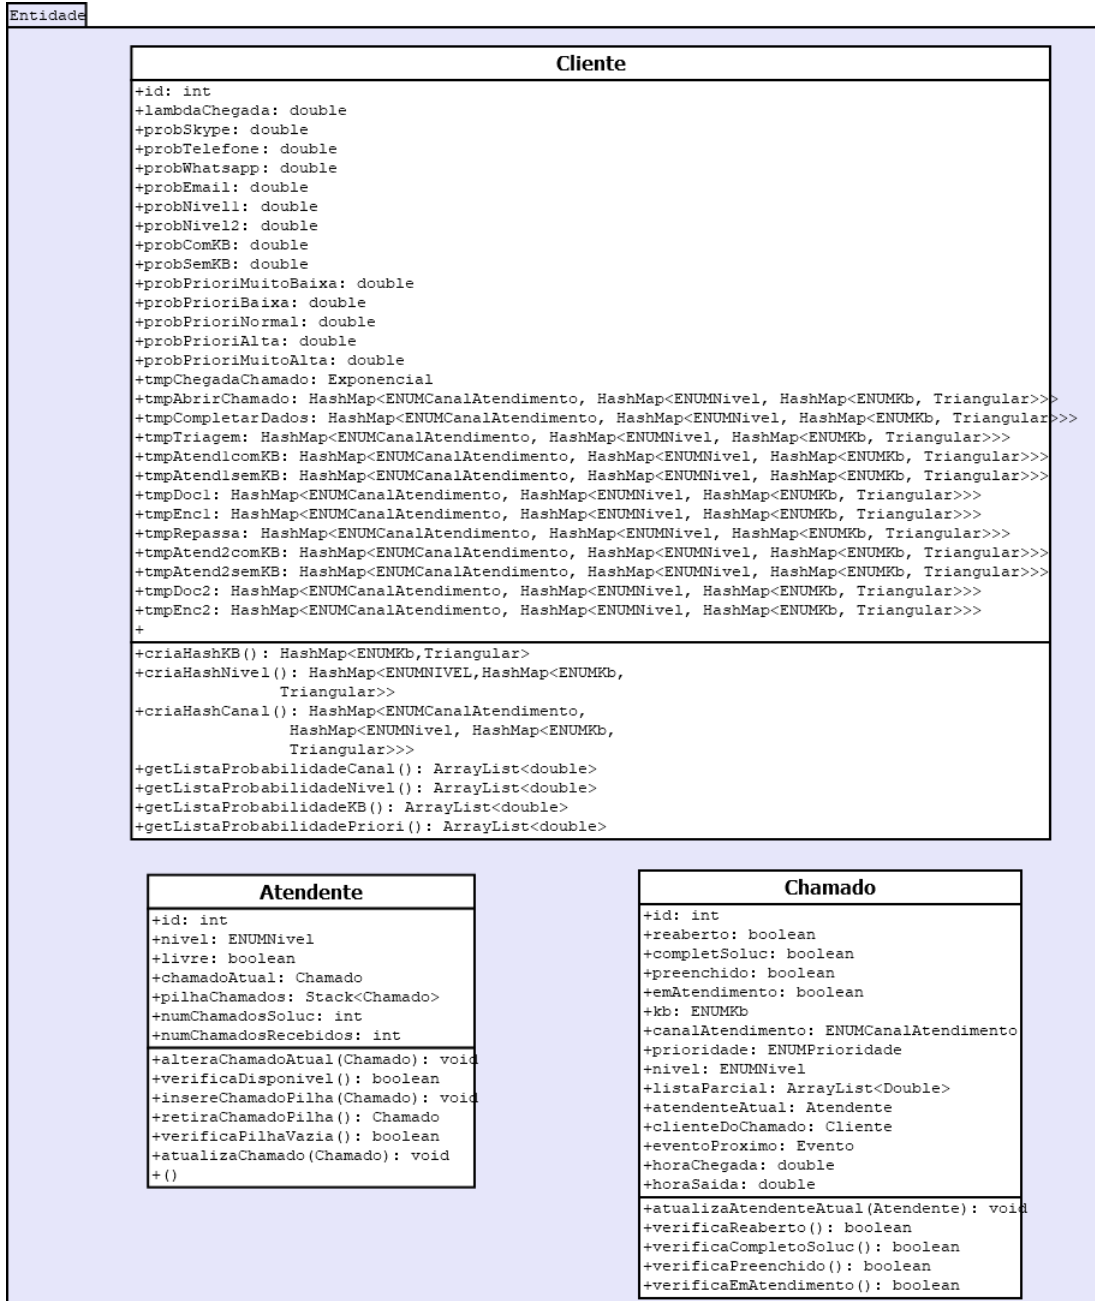 Entidade
Cliente
+id: int
+lambdaChegada: double
+probSkype: double
+probTelefone: double
+probWhatsapp: double
+probEmail: double
+probNivel1: double
+probNivel2: double
+probComKB: double
+probSemKB: double
+probPrioriMuitoBaixa: double
+probPrioriBaixa: double
+probPrioriNormal: double
+probPrioriAlta: double
+probPrioriMuitoAlta: double
+tmpChegadaChamado: Exponencial
+tmpAbrirChamado: HashMap<ENUMCanalAtendimento, HashMap<ENUMNivel, HashMap<ENUMKb, Triangular>>>
+tmpCompletarDados: HashMap<ENUMCanalAtendimento, HashMap<ENUMNivel, HashMap<ENUMKb, Triangular>>>
+tmpTriagem: HashMap<ENUMCanalAtendimento, HashMap<ENUMNivel, HashMap<ENUMKb, Triangular>>>
+tmpAtend1comKB: HashMap<ENUMCanalAtendimento, HashMap<ENUMNivel, HashMap<ENUMKb, Triangular>>>
+tmpAtend1semKB: HashMap<ENUMCanalAtendimento, HashMap<ENUMNivel, HashMap<ENUMKb, Triangular>>>
+tmpDoc1: HashMap<ENUMCanalAtendimento, HashMap<ENUMNivel, HashMap<ENUMKb, Triangular>>>
+tmpEnc1: HashMap<ENUMCanalAtendimento, HashMap<ENUMNivel, HashMap<ENUMKb, Triangular>>>
+tmpRepassa: HashMap<ENUMCanalAtendimento, HashMap<ENUMNivel, HashMap<ENUMKb, Triangular>>>
+tmpAtend2comKB: HashMap<ENUMCanalAtendimento, HashMap<ENUMNivel, HashMap<ENUMKb, Triangular>>>
+tmpAtend2semKB: HashMap<ENUMCanalAtendimento, HashMap<ENUMNivel, HashMap<ENUMKb, Triangular>>>
+tmpDoc2: HashMap<ENUMCanalAtendimento, HashMap<ENUMNivel, HashMap<ENUMKb, Triangular>>>
+tmpEnc2: HashMap<ENUMCanalAtendimento, HashMap<ENUMNivel, HashMap<ENUMKb, Triangular>>>
+
+criaHashKB(): HashMap<ENUMKb,Triangular>
+criaHashNivel(): HashMap<ENUMNIVEL,HashMap<ENUMKb,
Triangular>>
+criaHashCanal(): HashMap<ENUMCanalAtendimento,
HashMap<ENUMNivel, HashMap<ENUMKb,
Triangular>>>
+getListaProbabilidadeCanal(): ArrayList<double>
+getListaProbabilidadeNivel(): ArrayList<double>
+getListaProbabilidadeKB(): ArrayList<double>
+getListaProbabilidadePriori(): ArrayList<double>
Atendente
+id: int
+nivel: ENUMNivel
+livre: boolean
+chamadoAtual: Chamado
+pilhaChamados: Stack<Chamado>
+numChamadosSoluc: int
+numChamadosRecebidos: int
+alteraChamadoAtual(Chamado): void
+verificaDisponivel(): boolean
+insereChamadoPilha(Chamado): void
+retiraChamadoPilha(): Chamado
+verificaPilhaVazia(): boolean
+atualizaChamado(Chamado): void
+()
Chamado
+id: int
+reaberto: boolean
+completSoluc: boolean
+preenchido: boolean
+emAtendimento: boolean
+kb: ENUMKb
+canalAtendimento: ENUMCanalAtendimento
+prioridade: ENUMPrioridade
+nivel: ENUMNivel
+listaParcial: ArrayList<Double>
+atendenteAtual: Atendente
+clienteDoChamado: Cliente
+eventoProximo: Evento
+horaChegada: double
+horaSaida: double
+atualizaAtendenteAtual(Atendente): void
+verificaReaberto(): boolean
+verificaCompletoSoluc(): boolean
+verificaPreenchido(): boolean
+verificaEmAtendimento(): boolean